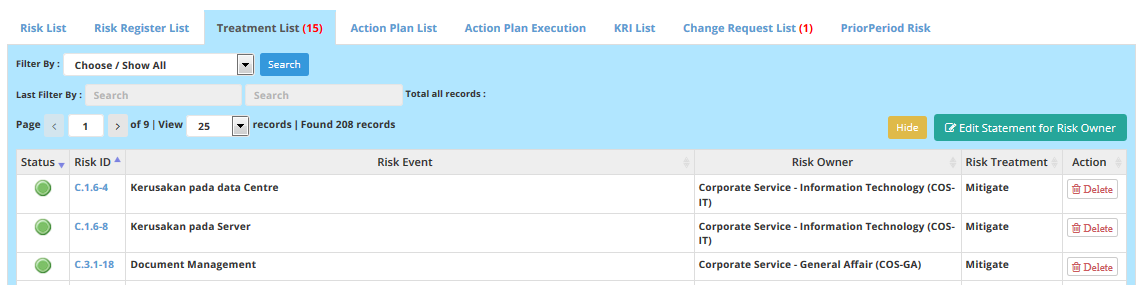 Risk List Risk Register List Treatment List (15) Action Plan List Action Plan Execution KRI List Change Request List (1) PriorPeriod Risk
Filter By : Choose / Show All Search
Last Filter By : Search Search Total all records :
Page < 1 > of 9 | View 25 records | Found 208 records Hide Edit Statement for Risk Owner
Status Risk ID Risk Event Risk Owner Risk Treatment Action
C.1.6-4 Kerusakan pada data Centre Corporate Service - Information Technology (COS- Mitigate Delete
IT)
C.1.6-8 Kerusakan pada Server Corporate Service - Information Technology (COS- Mitigate Delete
IT)
C.3.1-18 Document Management Corporate Service - General Affair (COS-GA) Mitigate Delete